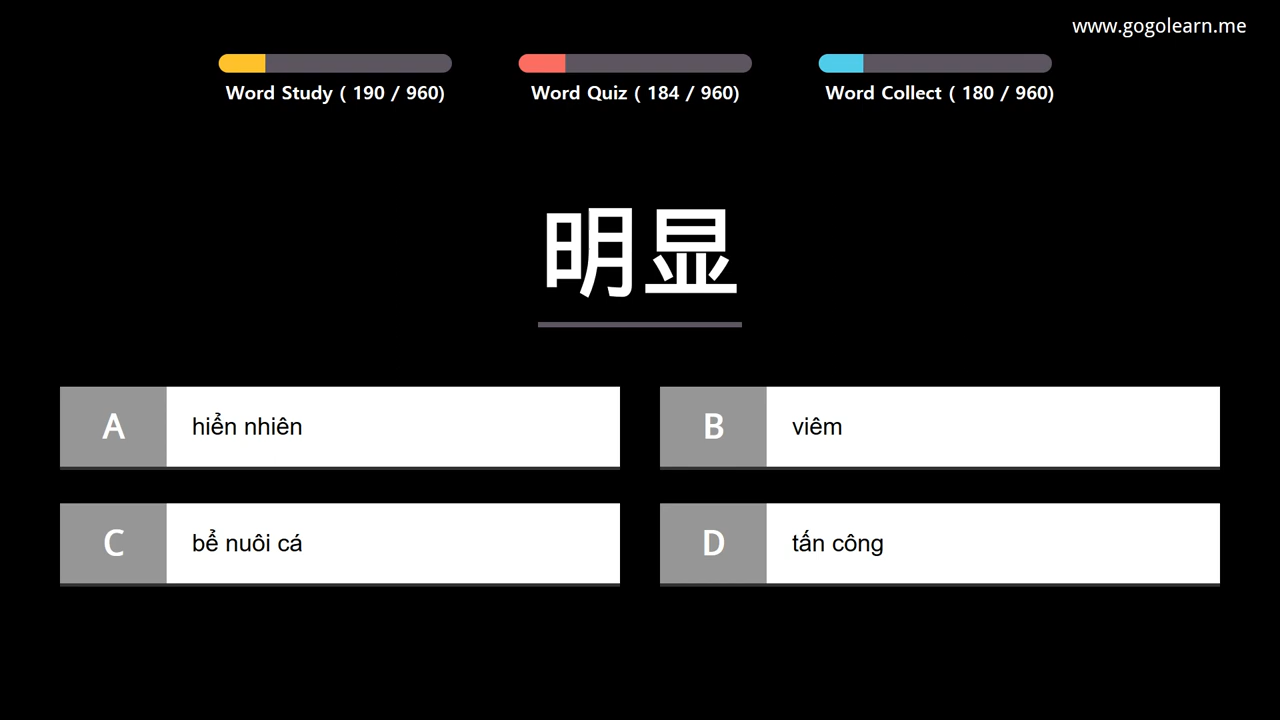 www.gogolearn.me
Word Study ( 190 / 960)
Word Quiz ( 184 / 960)
Word Collect ( 180 / 960)
明显
A hiển nhiên
B viêm
C bể nuôi cá
D tấn công